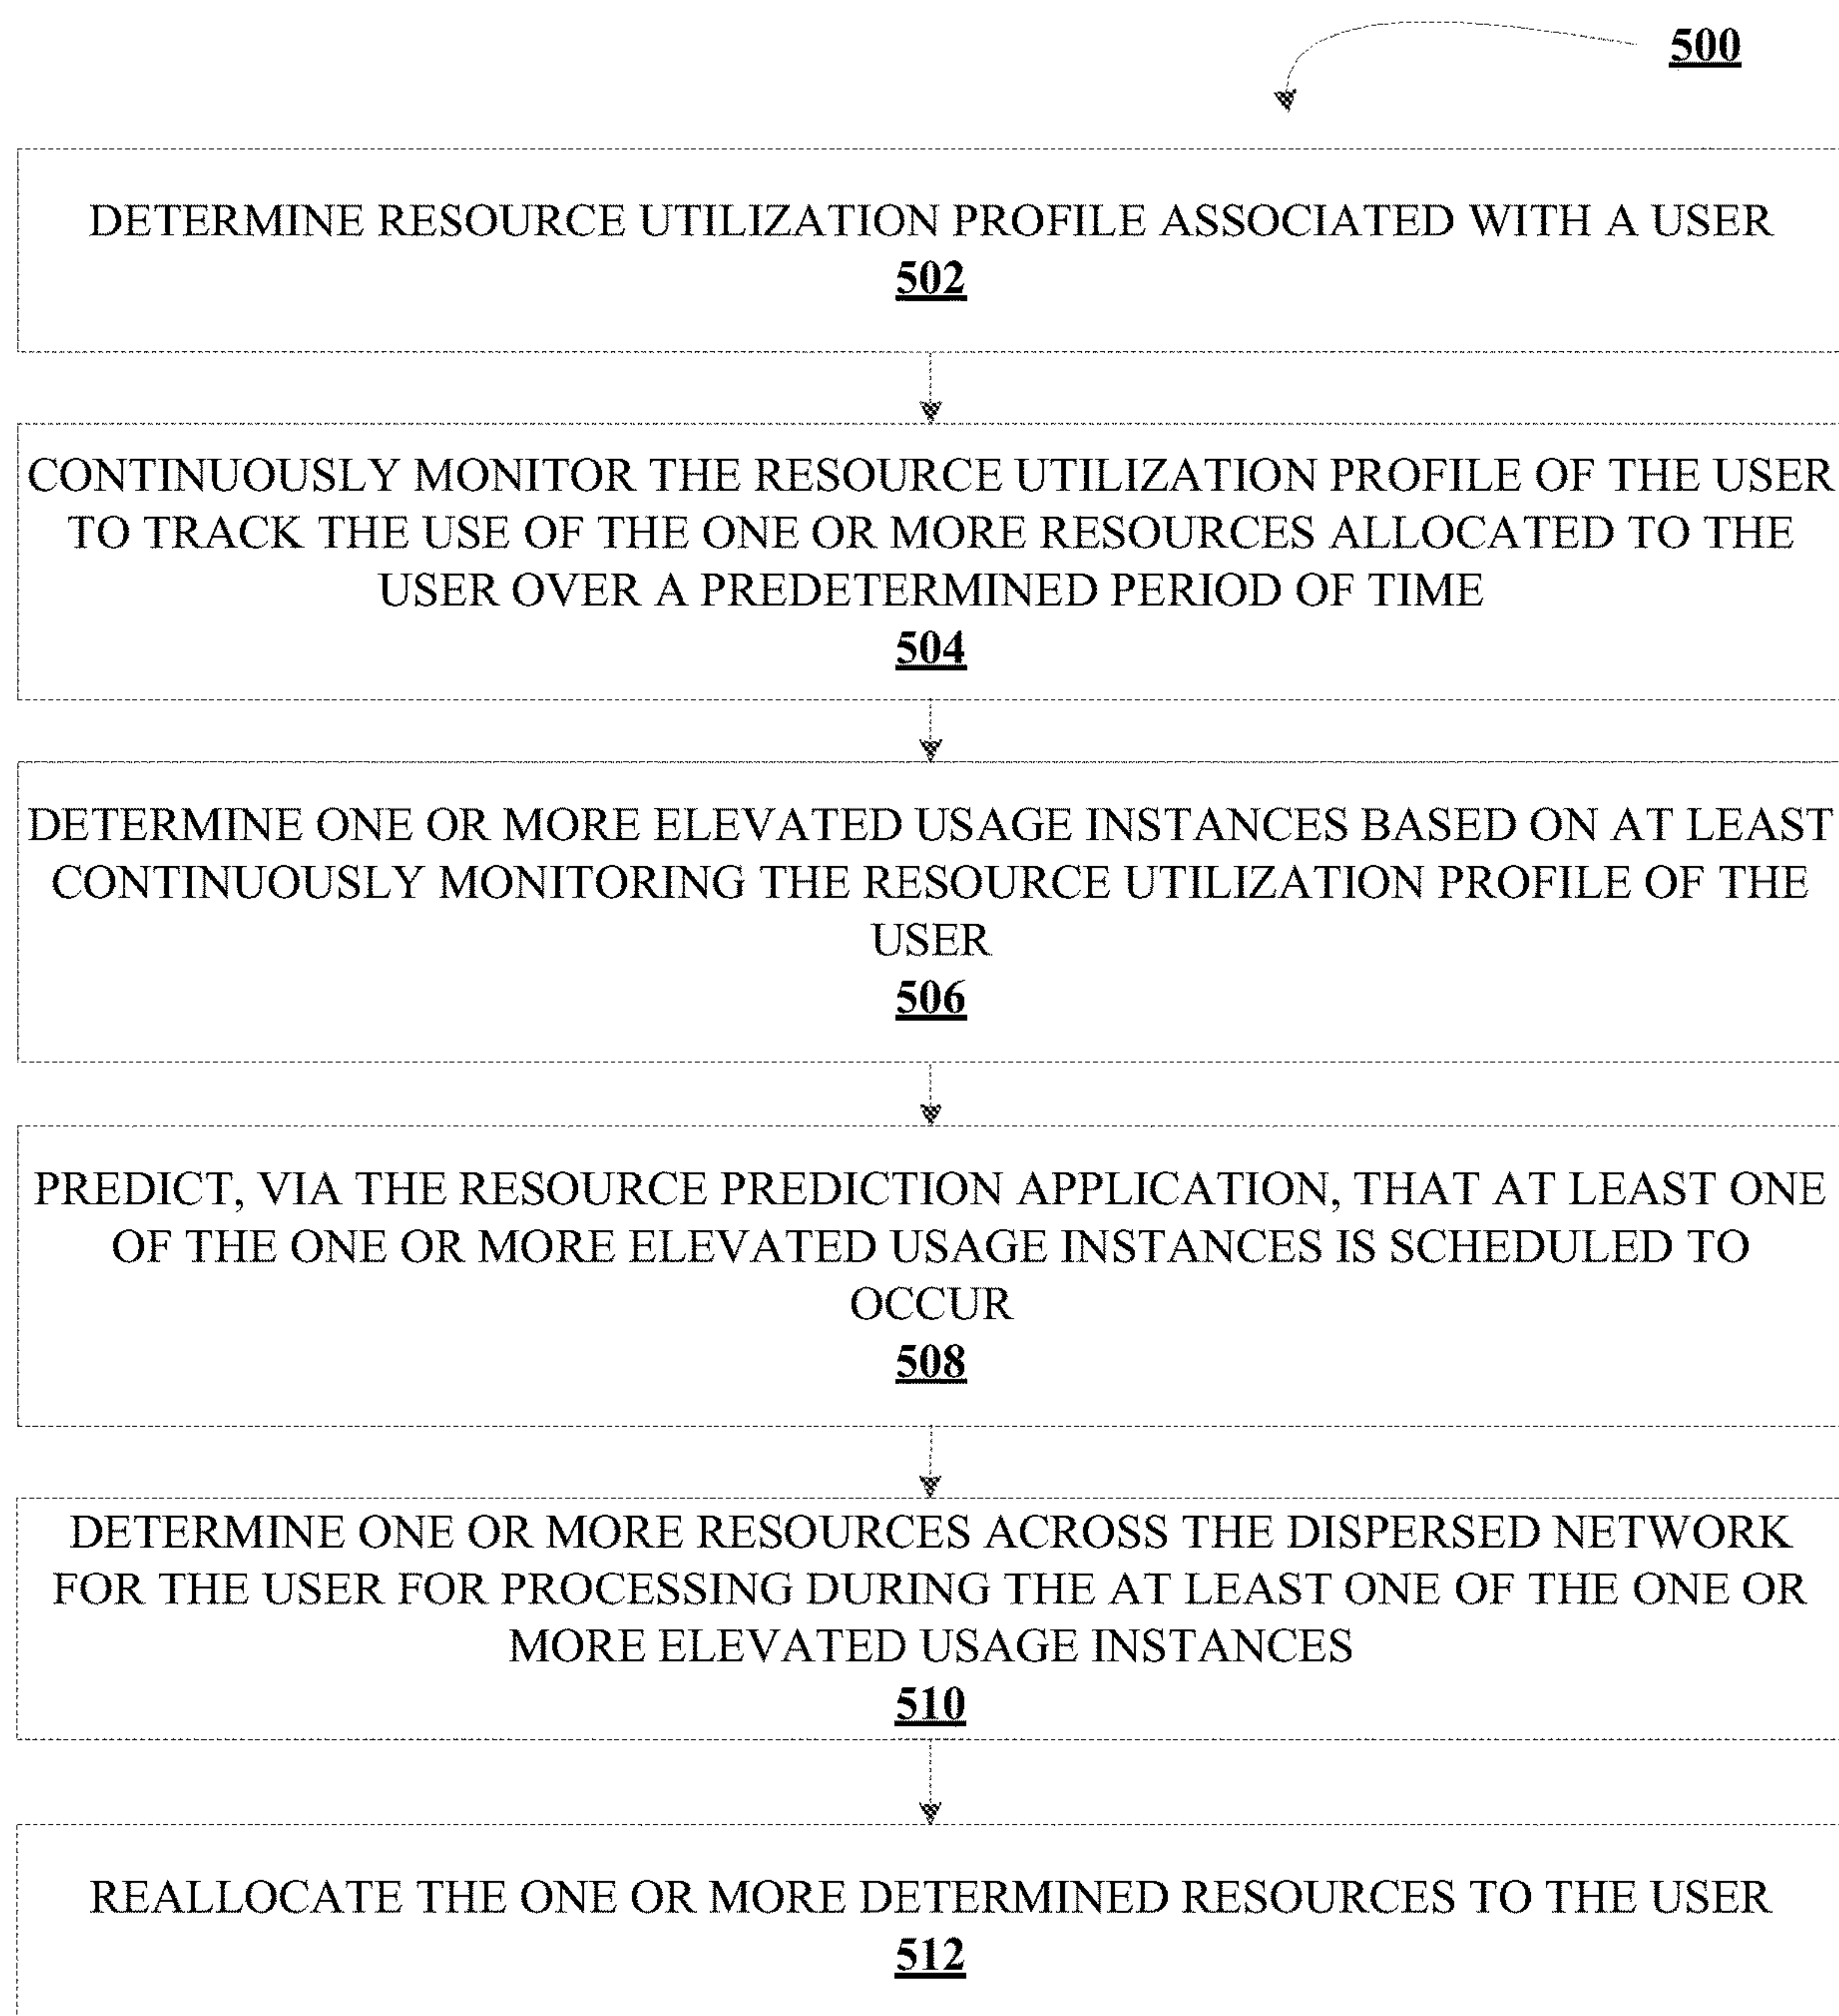 500
DETERMINE RESOURCE UTILIZATION PROFILE ASSOCIATED WITH A USER
502
CONTINUOUSLY MONITOR THE RESOURCE UTILIZATION PROFILE OF THE USER
TO TRACK THE USE OF THE ONE OR MORE RESOURCES ALLOCATED TO THE
USER OVER A PREDETERMINED PERIOD OF TIME
504
DETERMINE ONE OR MORE ELEVATED USAGE INSTANCES BASED ON AT LEAST
CONTINUOUSLY MONITORING THE RESOURCE UTILIZATION PROFILE OF THE
USER
506
PREDICT, VIA THE RESOURCE PREDICTION APPLICATION, THAT AT LEAST ONE
OF THE ONE OR MORE ELEVATED USAGE INSTANCES IS SCHEDULED TO
OCCUR
508
DETERMINE ONE OR MORE RESOURCES ACROSS THE DISPERSED NETWORK
FOR THE USER FOR PROCESSING DURING THE AT LEAST ONE OF THE ONE OR
MORE ELEVATED USAGE INSTANCES
510
REALLOCATE THE ONE OR MORE DETERMINED RESOURCES TO THE USER
512